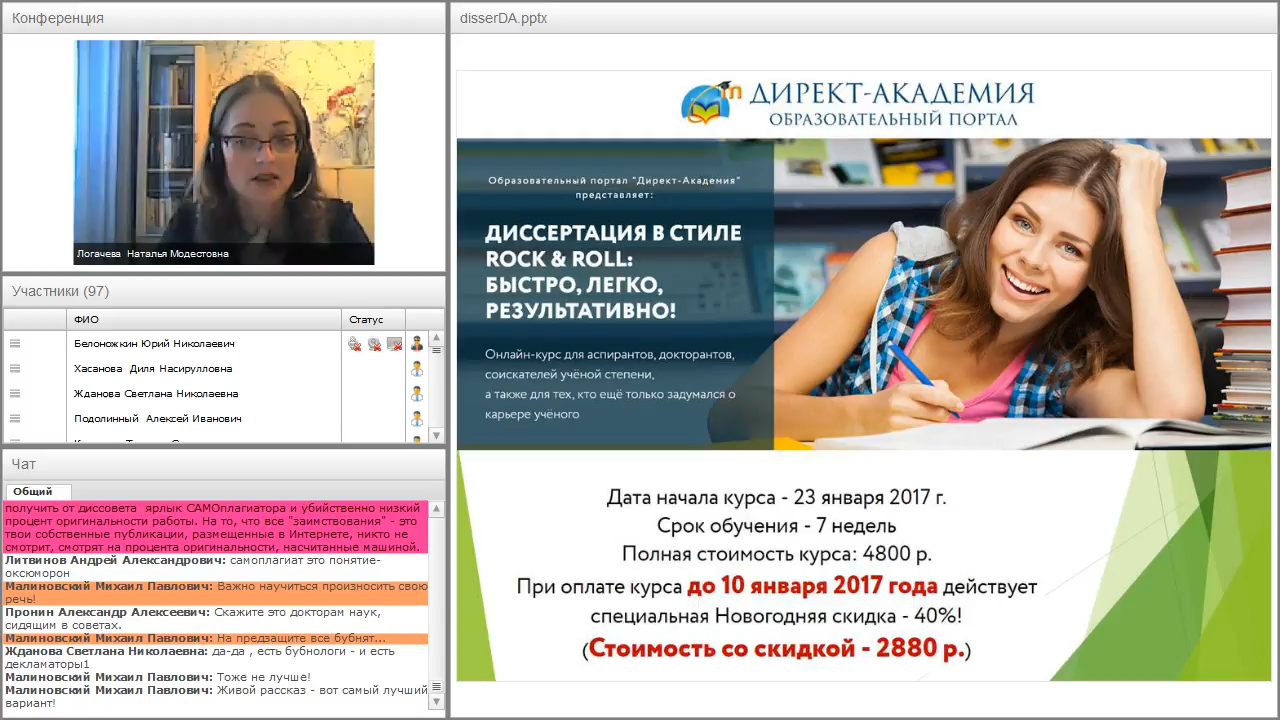 Конференция
Логачева Наталья Модестовна
Участники (97)
ФИО
Статус
Белоножкин Юрий Николаевич
Хасанова Диля Насирулловна
Жданова Светлана Николаевна
Подолинный Алексей Иванович
Чат
Общий
получить от диссовета ярлык САМОплагиатора и убийственно низкий
процент оригинальности работы. На то, что все "заимствования" - это
твои собственные публикации, размещенные в Интернете, никто не
смотрит, смотрят на процента оригинальности, насчитанные машиной.
Литвинов Андрей Александрович: самоплагиат это понятие-
оксюморон
Малиновский Михаил Павлович: Важно научиться произносить свою
речь!
Пронин Александр Алексеевич: Скажите это докторам наук,
сидящим в советах.
Малиновский Михаил Павлович: На предзащите все бубнят...
Жданова Светлана Николаевна: да-да , есть бубнологи - и есть
декламаторы1
Малиновский Михаил Павлович: Тоже не лучше!
Малиновский Михаил Павлович: Живой рассказ - вот самый лучший
вариант!
disserDA.pptx
ДИРЕКТ-АКАДЕМИЯ
ОБРАЗОВАТЕЛЬНЫЙ ПОРТАЛ
Образовательный портал "Директ-Академия"
представляет:
ДИССЕРТАЦИЯ В СТИЛЕ
ROCK & ROLL:
БЫСТРО, ЛЕГКО,
РЕЗУЛЬТАТИВНО!
Онлайн-курс для аспирантов, докторантов,
соискателей учёной степени,
а также для тех, кто ещё только задумался о
карьере учёного
Дата начала курса - 23 января 2017 г.
Срок обучения - 7 недель
Полная стоимость курса: 4800 р.
При оплате курса до 10 января 2017 года действует
специальная Новогодняя скидка - 40%!
(Стоимость со скидкой - 2880 р.)